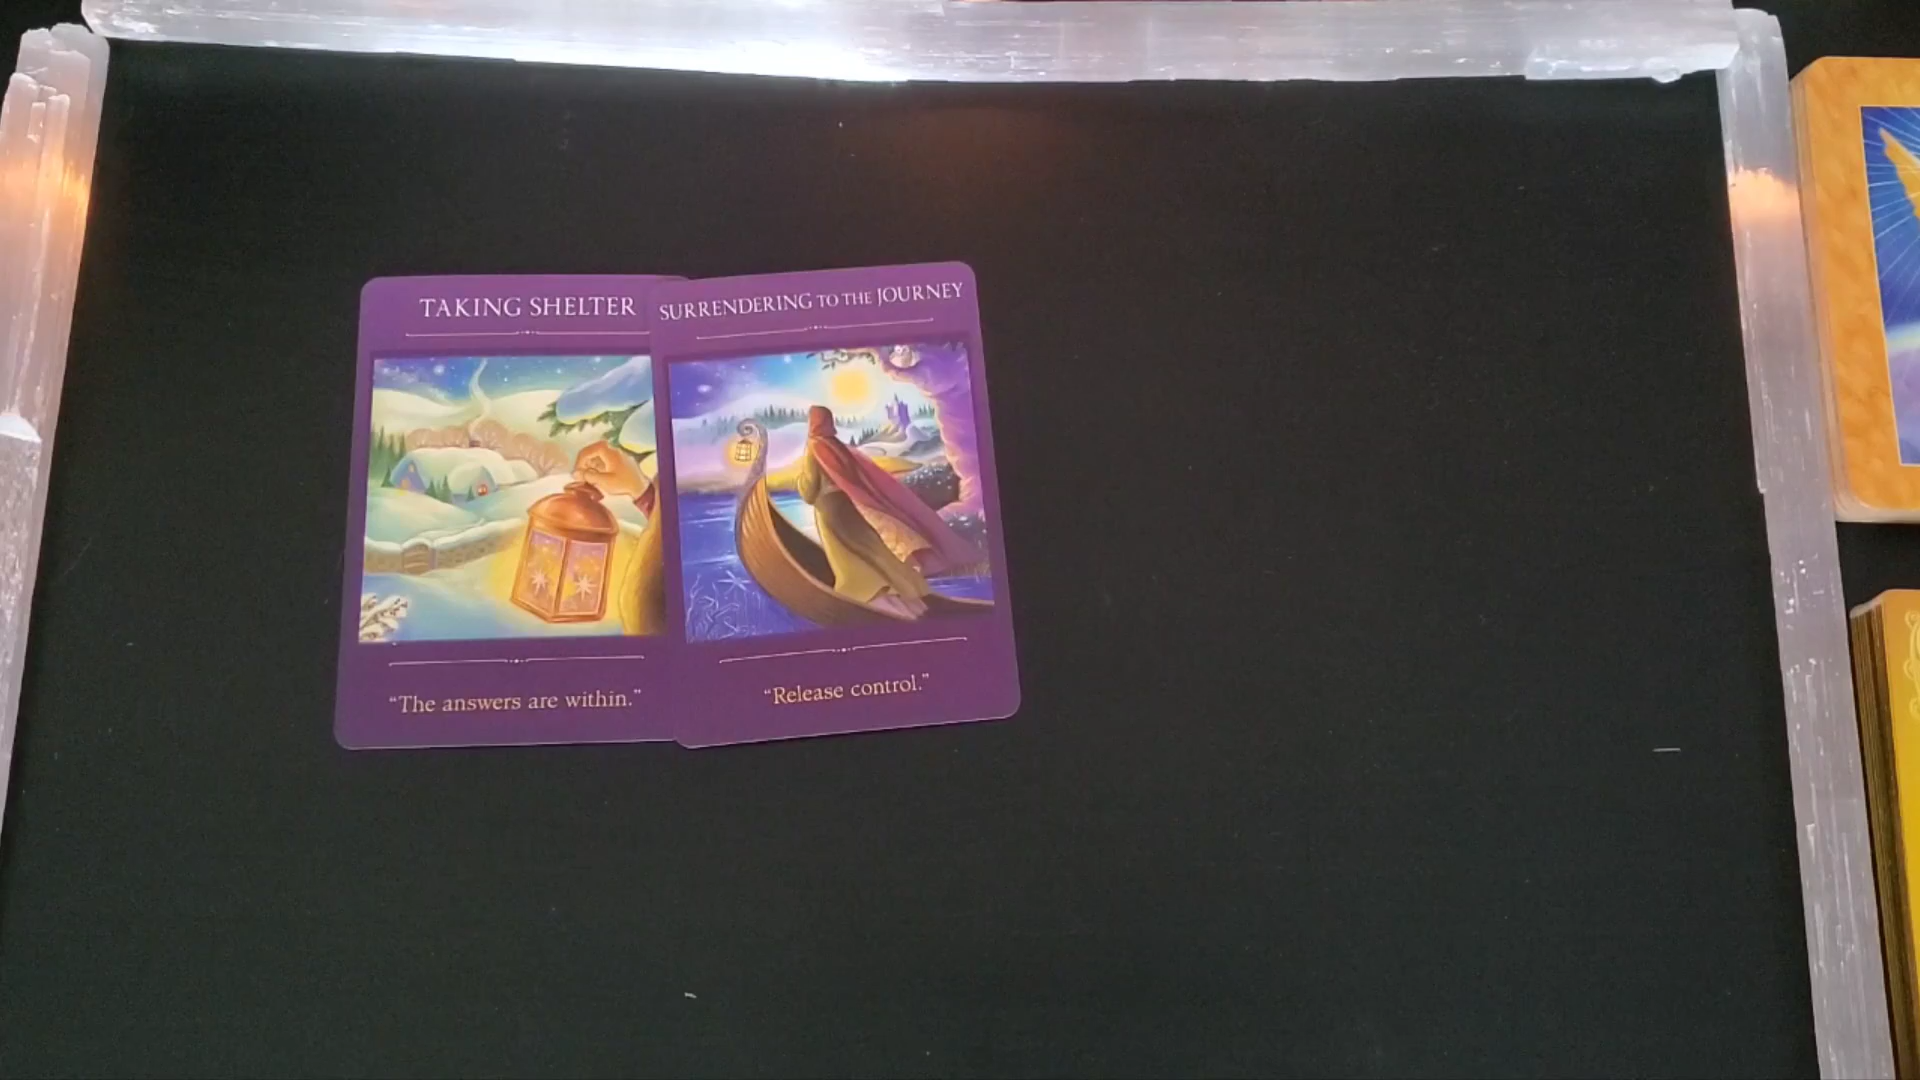 TAKING SHELTER
"The answers are within."
SURRENDERING TO THE JOURNEY
"Release control."